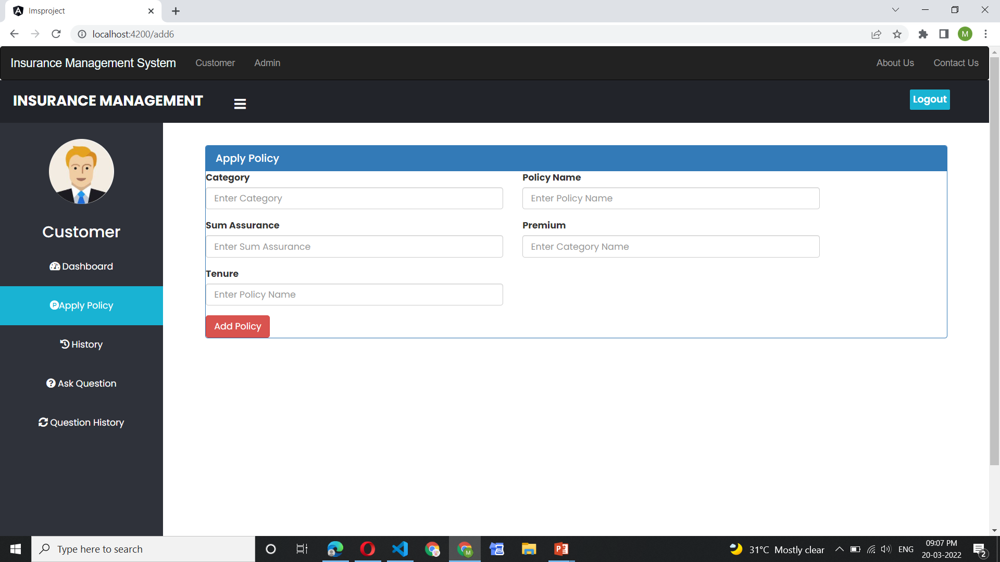 Imsproject
localhost:4200/add6
M
Insurance Management System Customer Admin About Us Contact Us
INSURANCE MANAGEMENT Logout
Customer
Dashboard
Apply Policy
History
Ask Question
Question History
Apply Policy
Category Policy Name
Enter Category Enter Policy Name
Sum Assurance Premium
Enter Sum Assurance Enter Category Name
Tenure
Enter Policy Name
Add Policy
Type here to search
31°C Mostly clear
ENG
09:07 PM
20-03-2022
2